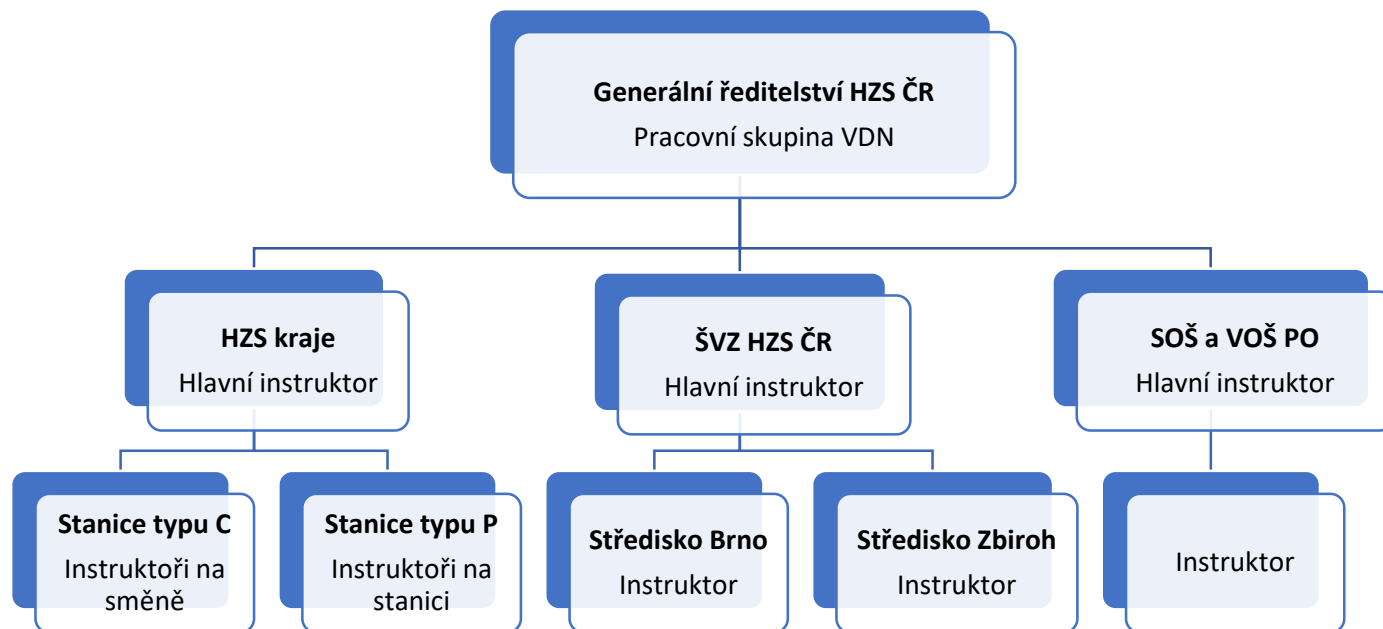 Generální ředitelství HZS ČR
Pracovní skupina VDN
HZS kraje
Hlavní instruktor
ŠVZ HZS ČR
Hlavní instruktor
SOŠ a VOŠ PO
Hlavní instruktor
Stanice typu C
Instruktoři na
směně
Stanice typu P
Instruktoři na
stanici
Středisko Brno
Instruktor
Středisko Zbiroh
Instruktor
Instruktor